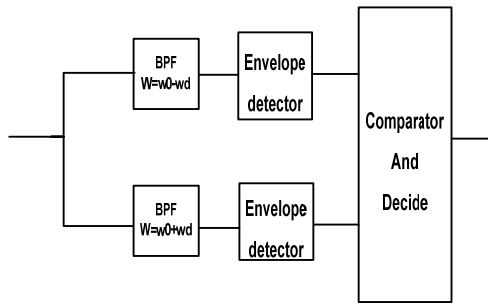 BPF
W=w0-wd
Envelope
detector
Comparator
And
Decide
BPF
W=w0+wd
Envelope
detector